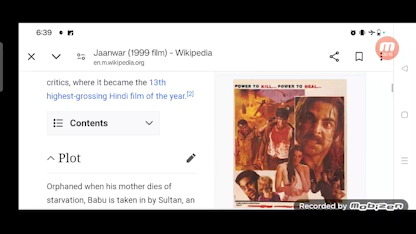 6:39
Jaanwar (1999 film) – Wikipedia
en.m.wikipedia.org
critics, where it became the 13th
highest-grossing Hindi film of the year.[2]
Contents
Plot
Orphaned when his mother dies of
starvation, Babu is taken in by Sultan, an
POWER TO KILL... POWER TO HEAL...
Recorded by Mobizen